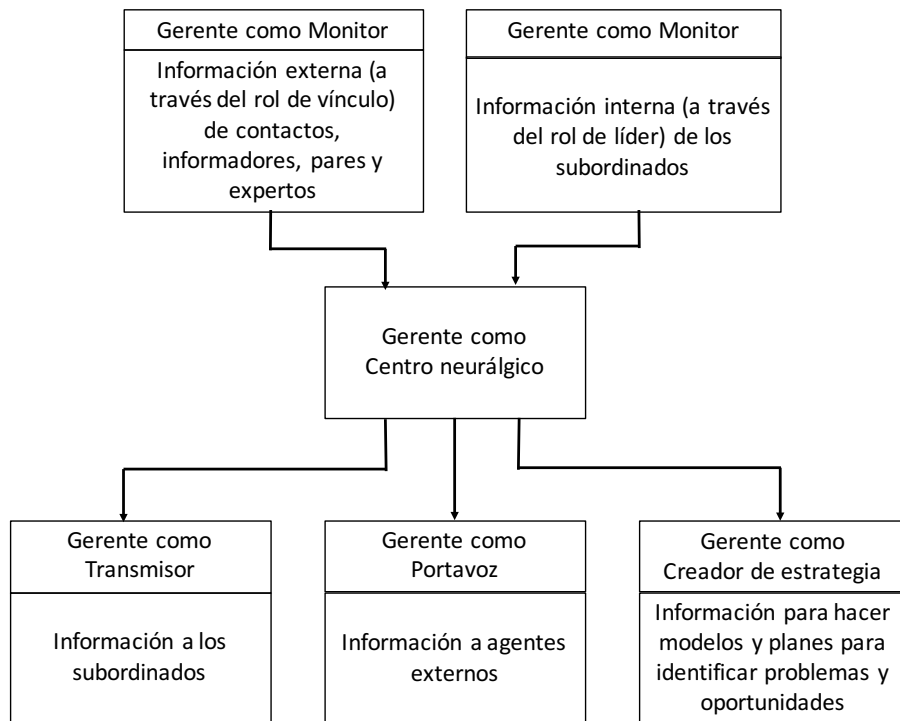 Gerente como Monitor
Información externa (a
través del rol de vínculo)
de contactos,
informadores, pares y
expertos
Gerente como Monitor
Información interna (a través
del rol de líder) de los
subordinados
Gerente como
Centro neurálgico
Gerente como
Transmisor
Información a los
subordinados
Gerente como
Portavoz
Información a agentes
externos
Gerente como
Creador de estrategia
Información para hacer
modelos y planes para
identificar problemas y
oportunidades